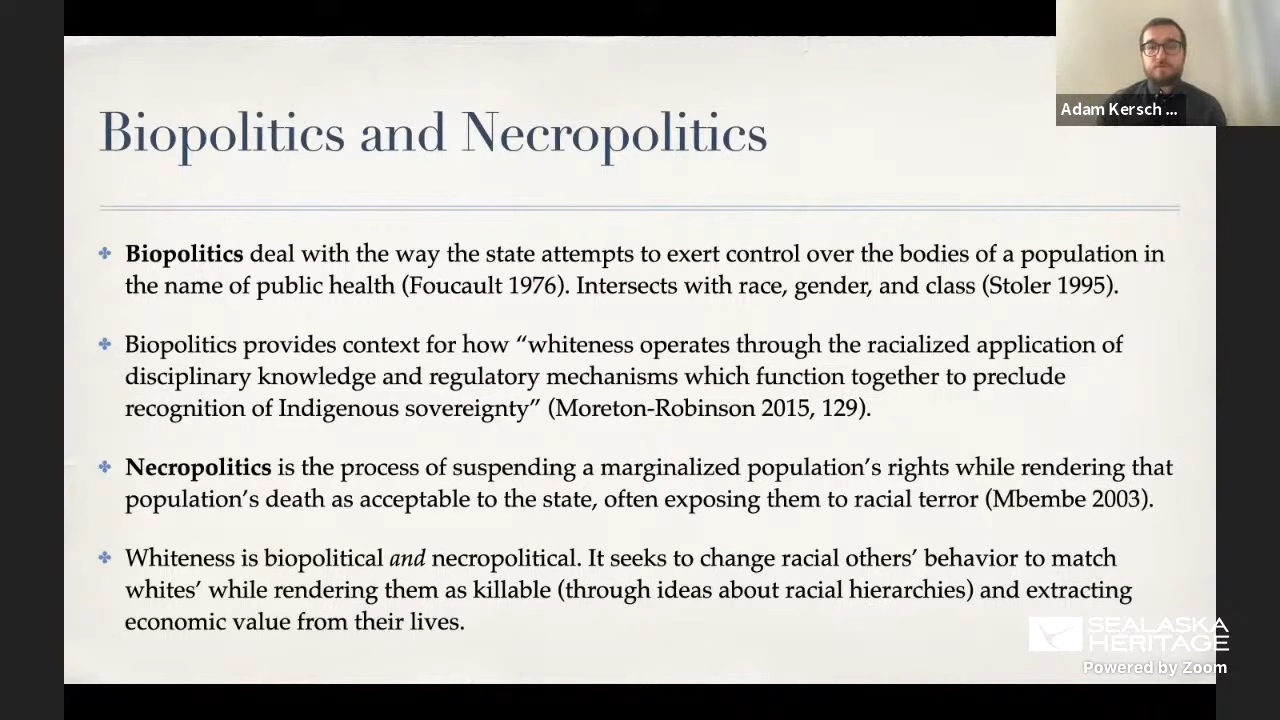 Adam Kersch ...
Biopolitics and Necropolitics
Biopolitics deal with the way the state attempts to exert control over the bodies of a population in
the name of public health (Foucault 1976). Intersects with race, gender, and class (Stoler 1995).
Biopolitics provides context for how “whiteness operates through the racialized application of
disciplinary knowledge and regulatory mechanisms which function together to preclude
recognition of Indigenous sovereignty” (Moreton-Robinson 2015, 129).
Necropolitics is the process of suspending a marginalized population’s rights while rendering that
population’s death as acceptable to the state, often exposing them to racial terror (Mbembe 2003).
Whiteness is biopolitical and necropolitical. It seeks to change racial others’ behavior to match
whites’ while rendering them as killable (through ideas about racial hierarchies) and extracting
economic value from their lives.
SEALASKA
HERITAGE
Powered by Zoom